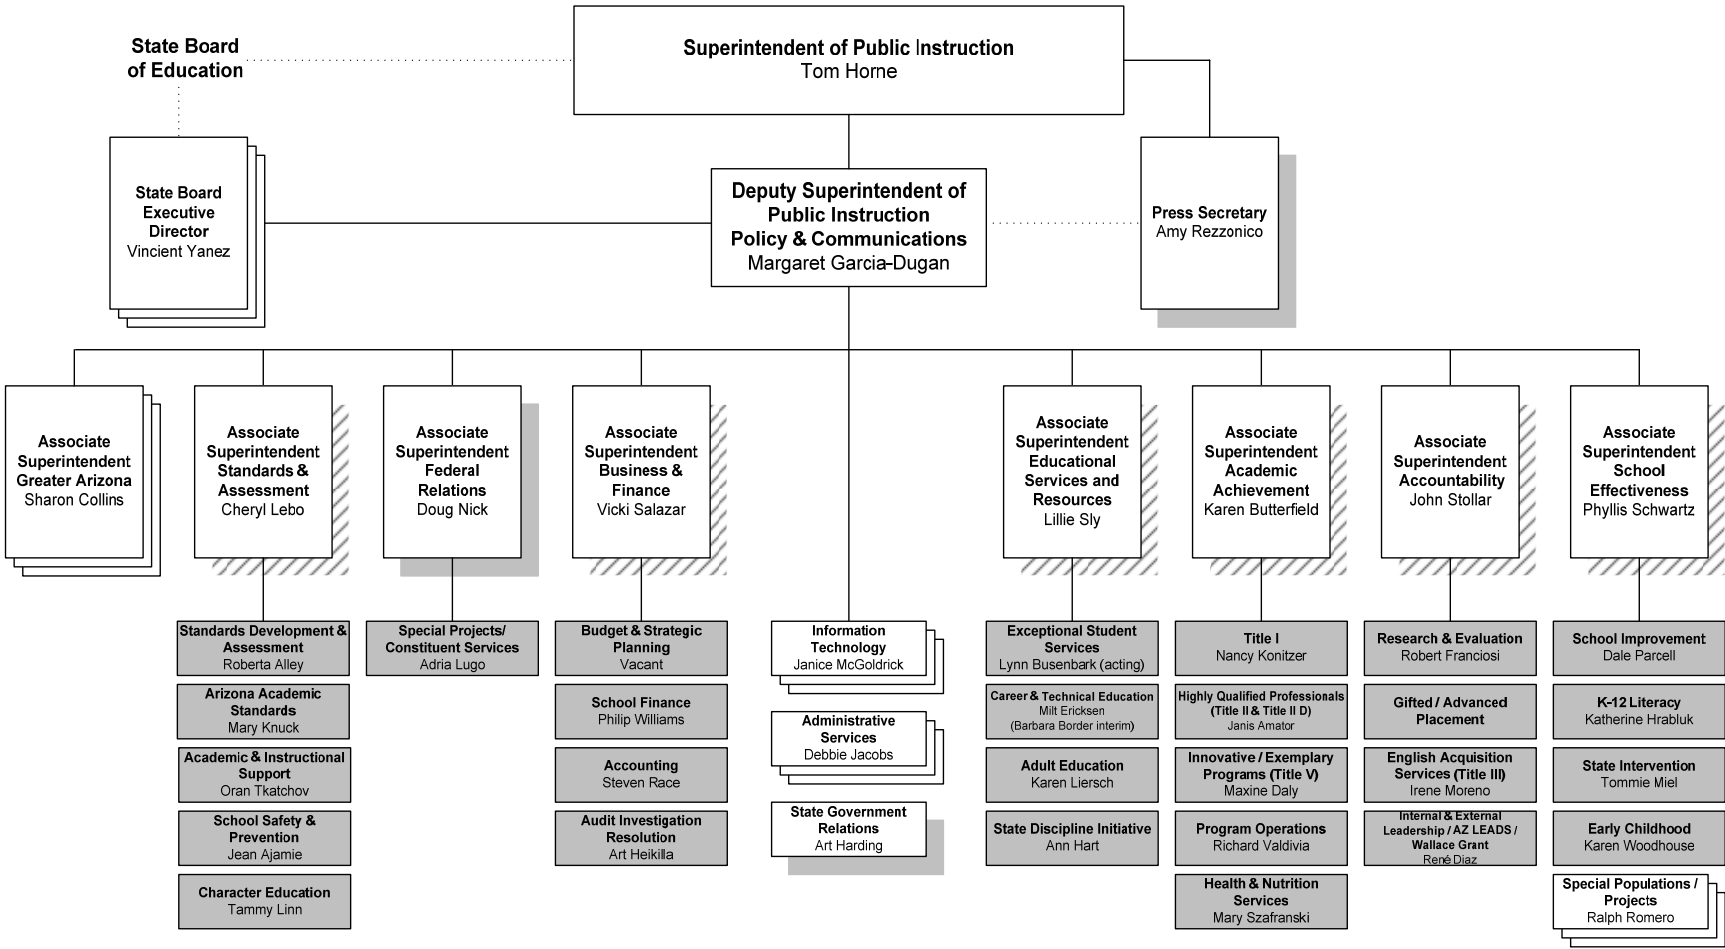 State Board
of Education
Superintendent of Public Instruction
Tom Horne
State Board
Executive
Director
Vincient Yanez
Deputy Superintendent of
Public Instruction
Policy & Communications
Margaret Garcia-Dugan
Press Secretary
Amy Rezzonico
Associate
Superintendent
Greater Arizona
Sharon Collins
Associate
Superintendent
Standards &
Assessment
Cheryl Lebo
Associate
Superintendent
Federal
Relations
Doug Nick
Associate
Superintendent
Business &
Finance
Vicki Salazar
Associate
Superintendent
Educational
Services and
Resources
Lillie Sly
Associate
Superintendent
Academic
Achievement
Karen Butterfield
Associate
Superintendent
Accountability
John Stollar
Associate
Superintendent
School
Effectiveness
Phyllis Schwartz
Standards Development &
Assessment
Roberta Alley
Arizona Academic
Standards
Mary Knuck
Academic & Instructional
Support
Oran Tkatchov
School Safety &
Prevention
Jean Ajamie
Character Education
Tammy Linn
Special Projects/
Constituent Services
Adria Lugo
Budget & Strategic
Planning
Vacant
School Finance
Philip Williams
Accounting
Steven Race
Audit Investigation
Resolution
Art Heikilla
Information
Technology
Janice McGoldrick
Administrative
Services
Debbie Jacobs
State Government
Relations
Art Harding
Exceptional Student
Services
Lynn Busenbark (acting)
Career & Technical Education
Milt Ericksen
(Barbara Border interim)
Adult Education
Karen Liersch
State Discipline Initiative
Ann Hart
Title I
Nancy Konitzer
Highly Qualified Professionals
(Title II & Title II D)
Janis Amator
Innovative / Exemplary
Programs (Title V)
Maxine Daly
Program Operations
Richard Valdivia
Health & Nutrition
Services
Mary Szafranski
Research & Evaluation
Robert Franciosi
Gifted / Advanced
Placement
English Acquisition
Services (Title III)
Irene Moreno
Internal & External
Leadership / AZ LEADS /
Wallace Grant
René Diaz
School Improvement
Dale Parcell
K-12 Literacy
Katherine Hrabluk
State Intervention
Tommie Miel
Early Childhood
Karen Woodhouse
Special Populations /
Projects
Ralph Romero